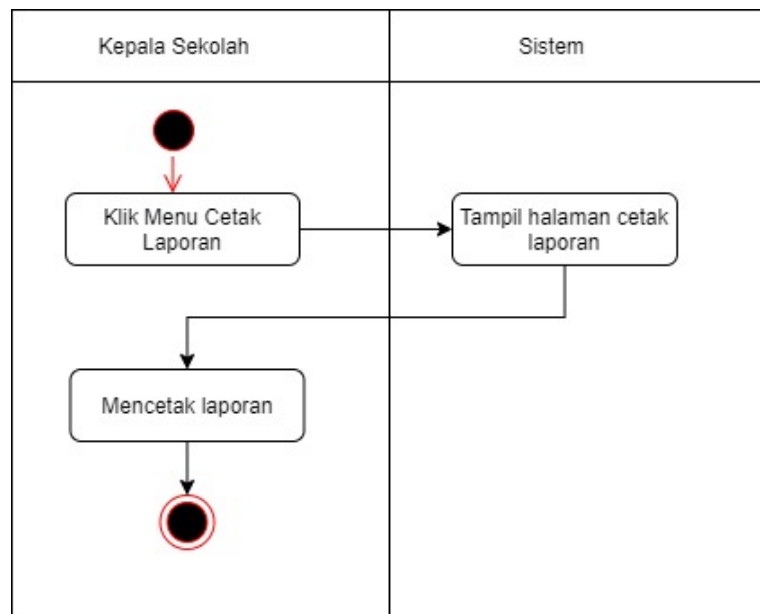 Kepala Sekolah
Sistem
Klik Menu Cetak
Laporan
Tampil halaman cetak
laporan
Mencetak laporan